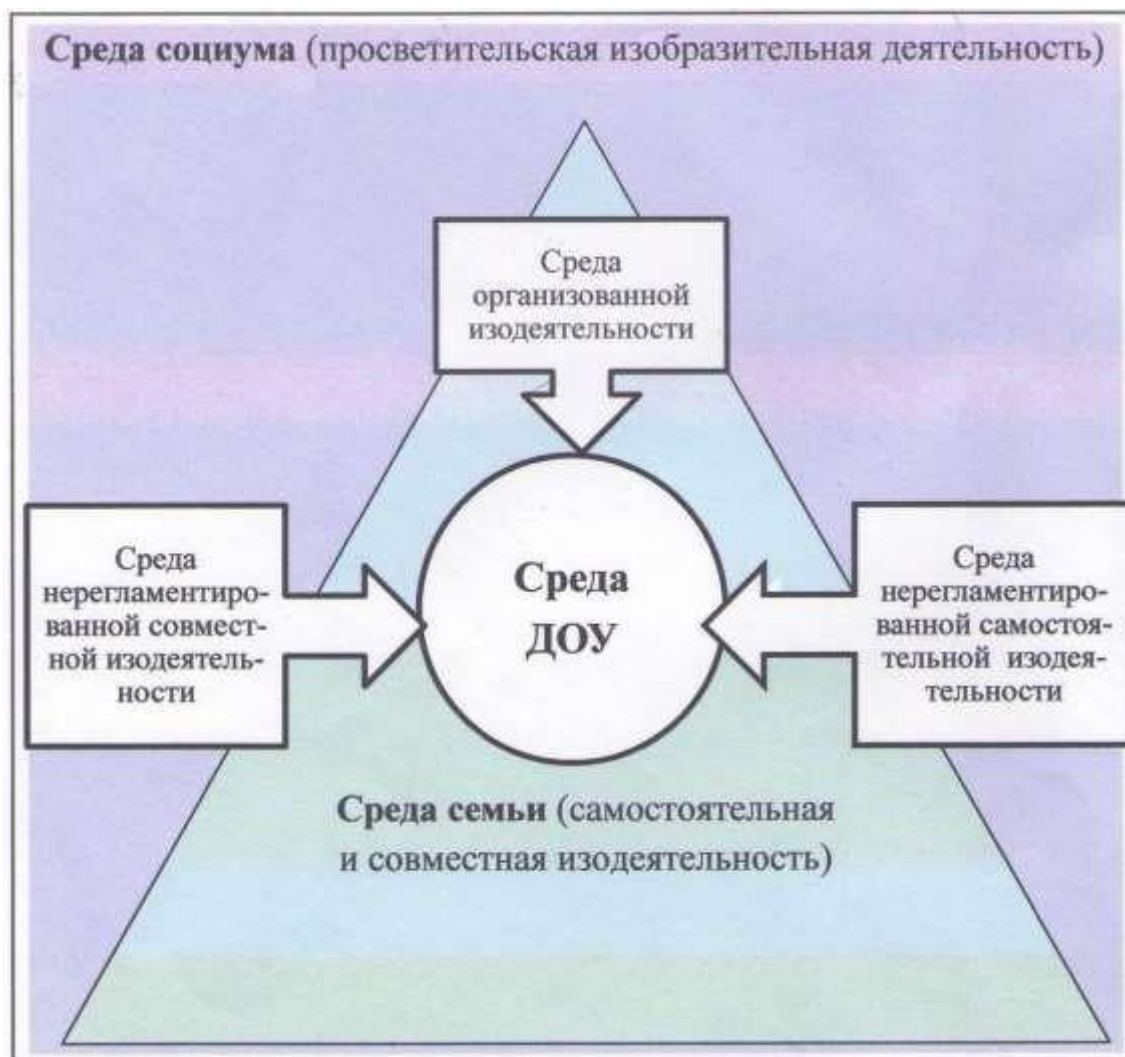 Среда социума (просветительская изобразительная деятельность)
Среда
организованной
изодеятельности
Среда
нерегламентиро-
ванной совмест-
ной изодеятель-
ности
Среда
ДОУ
Среда
нерегламентиро-
ванной самостоя-
тельной изодея-
тельности
Среда семьи (самостоятельная
и совместная изодеятельность)